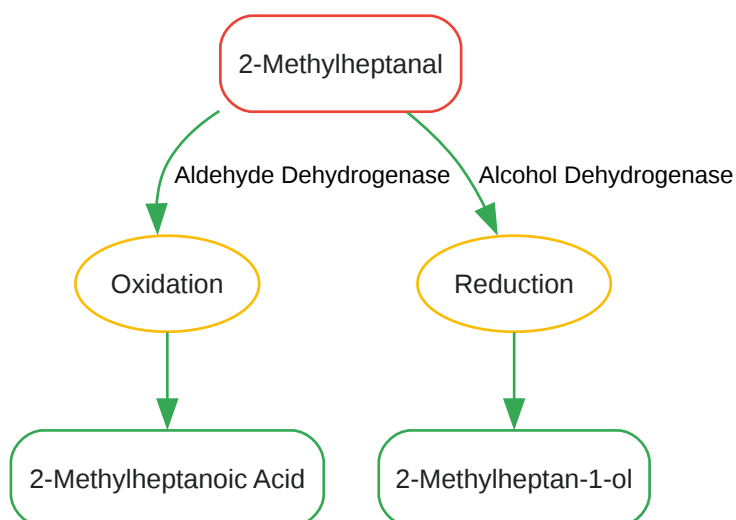 2-Methylheptanal
Aldehyde Dehydrogenase
Alcohol Dehydrogenase
Oxidation
Reduction
2-Methylheptanoic Acid
2-Methylheptan-1-ol